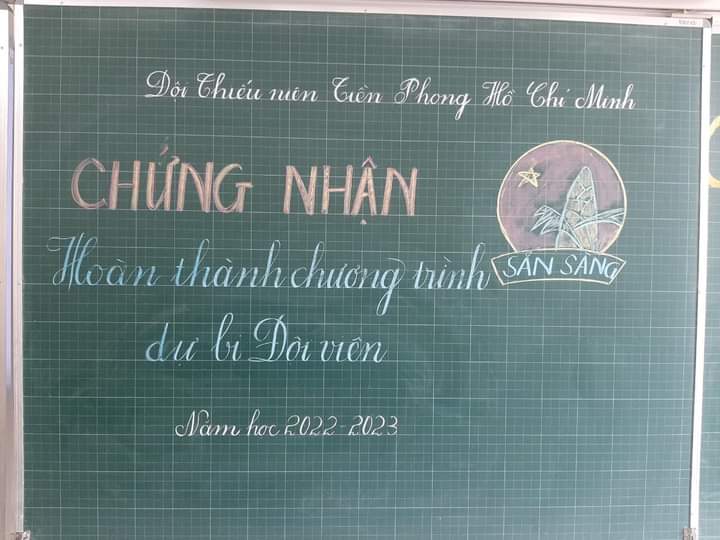 Đội Thiếu niên Tiền Phong Hồ Chí Minh
CHỨNG NHẬN
SẴN SÀNG
Hoàn thành chương trình
dự bị Đội viên
Năm học 2022-2023